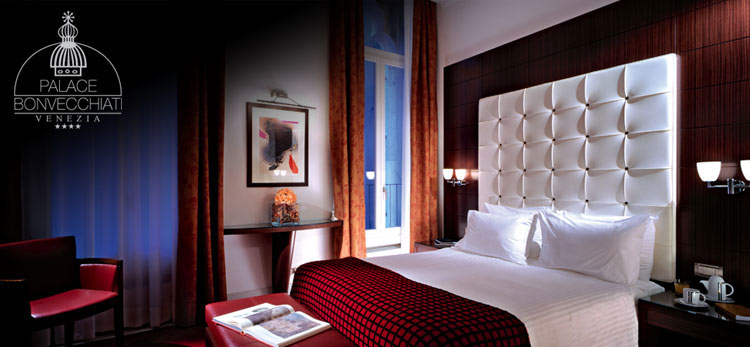 PALACE
BONVECCHIATI
VENEZIA
★★★★